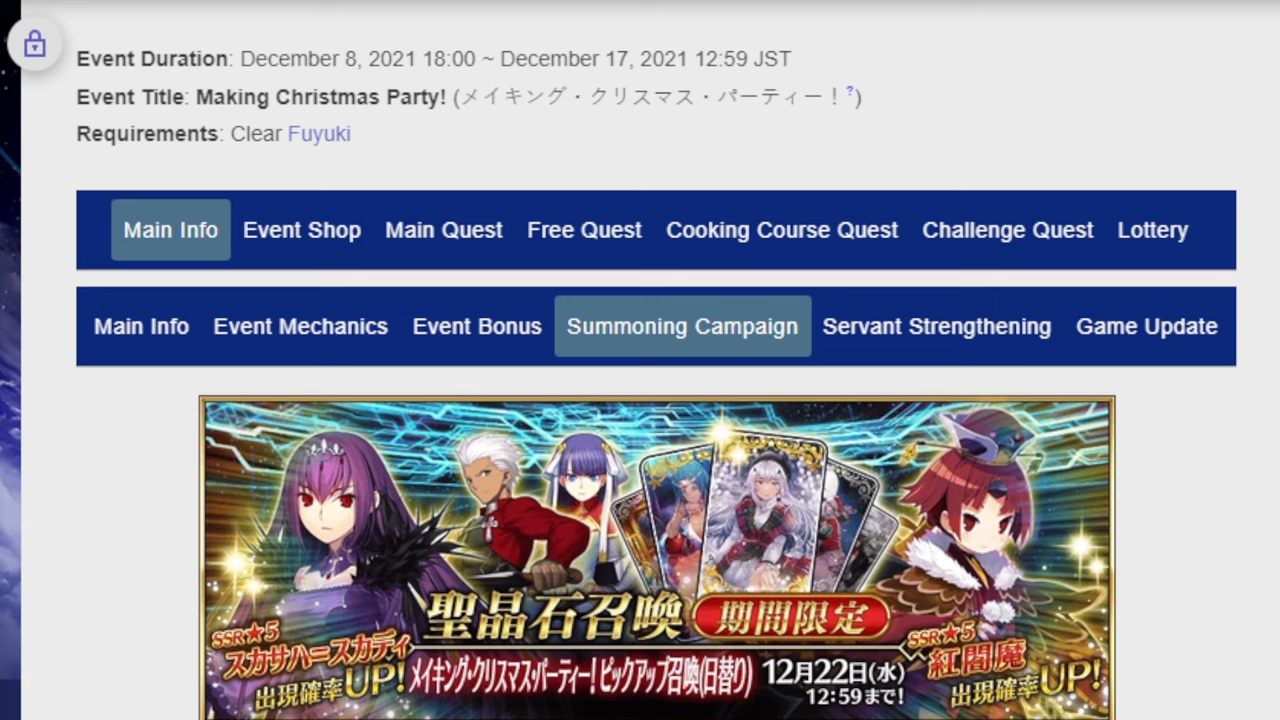 Event Duration: December 8, 2021 18:00 ~ December 17, 2021 12:59 JST
Event Title: Making Christmas Party! (メイキング・クリスマス・パーティー！?)
Requirements: Clear Fuyuki
Main Info Event Shop Main Quest Free Quest Cooking Course Quest Challenge Quest Lottery
Main Info Event Mechanics Event Bonus Summoning Campaign Servant Strengthening Game Update
聖晶石召喚 期間限定
SSR★5
スカサハ=スカディ
出現確率UP!
メイキング・クリスマス・パーティー!ピックアップ召喚(日替り)
12月22日(水)
12:59まで!
SSR★5
紅閻魔
出現確率UP!